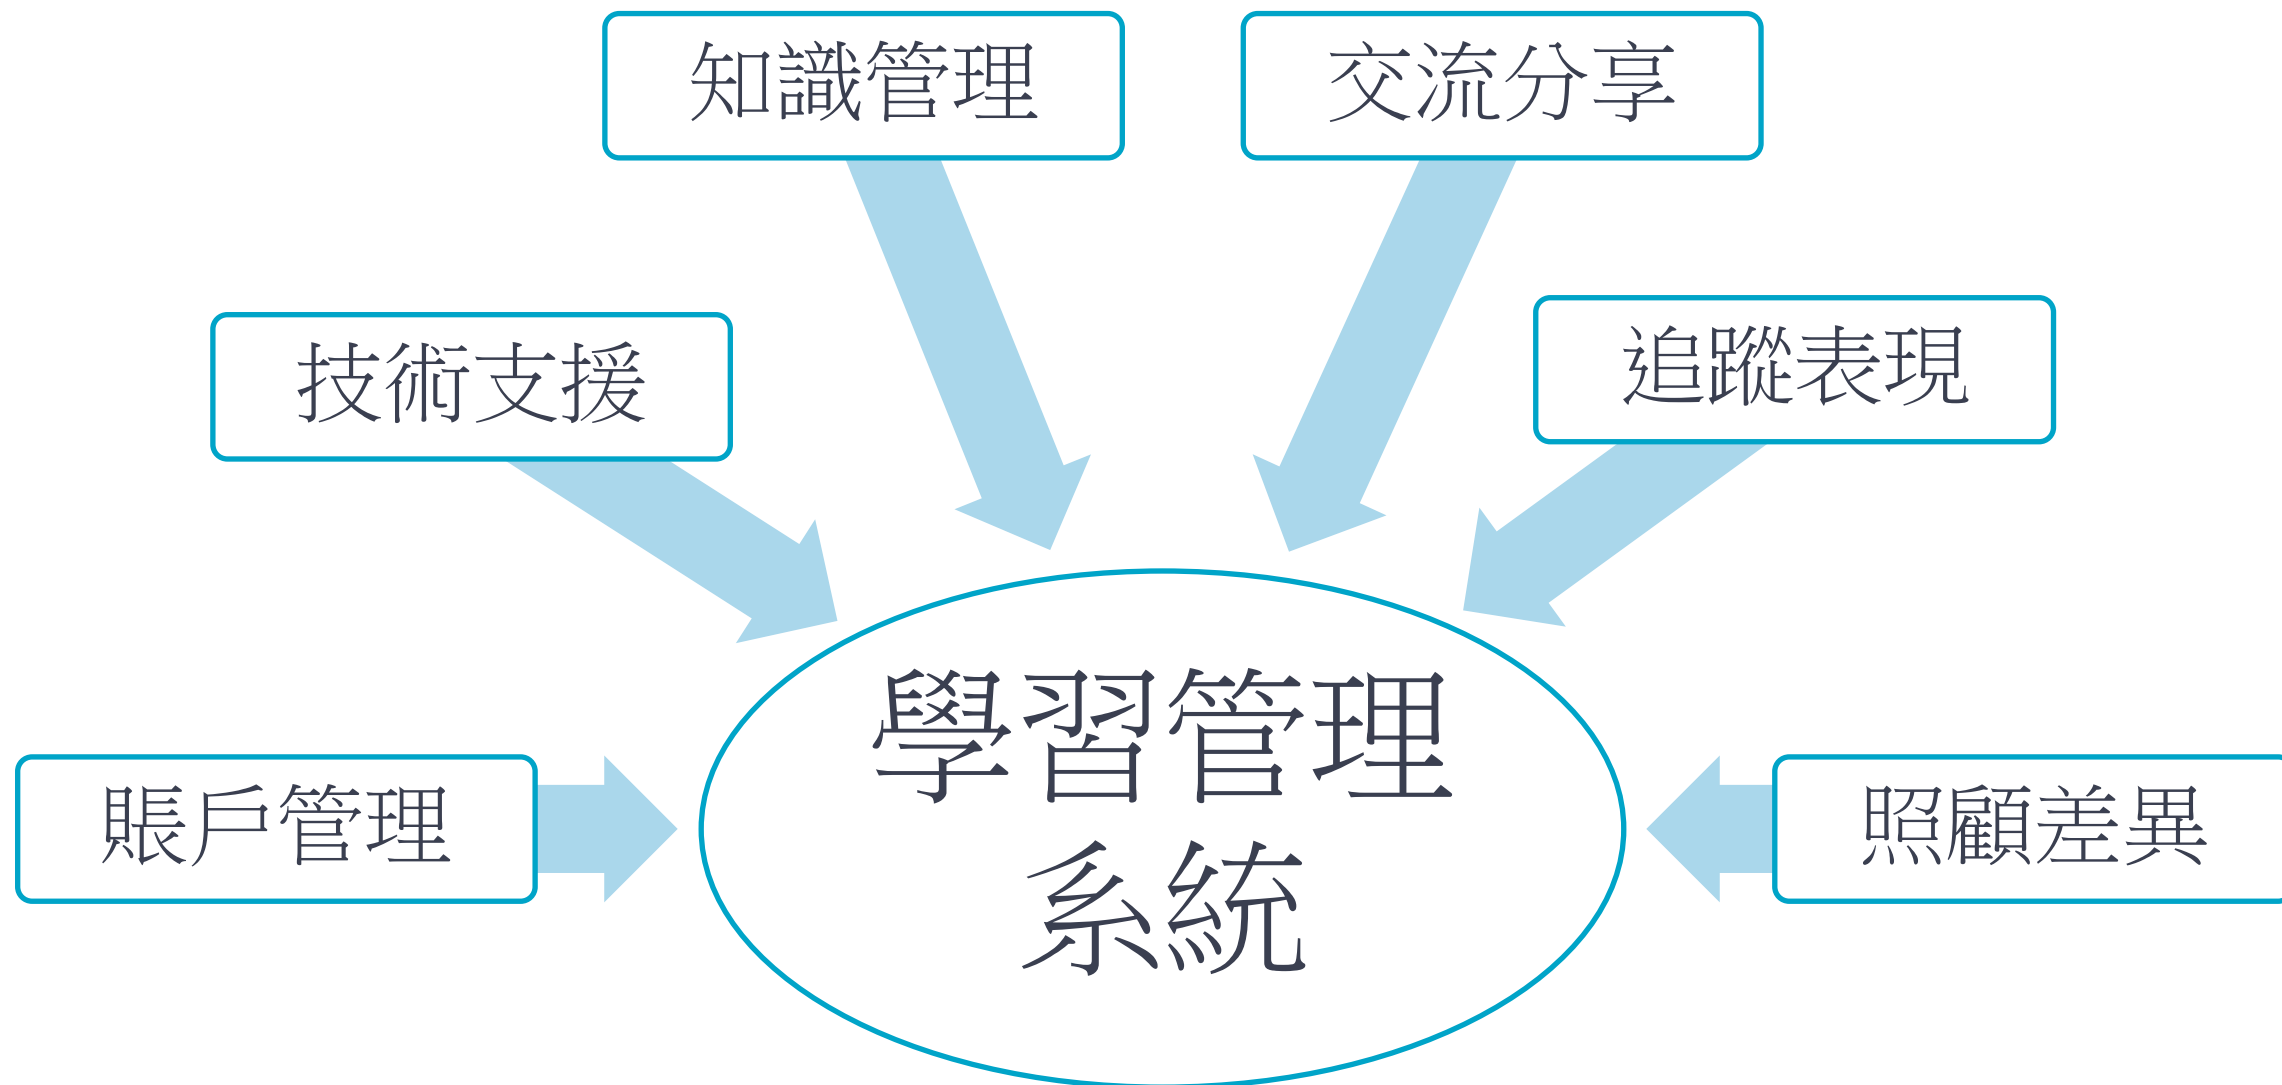 知識管理
交流分享
技術支援
追蹤表現
學習管理
系統
賬戶管理
照顧差異